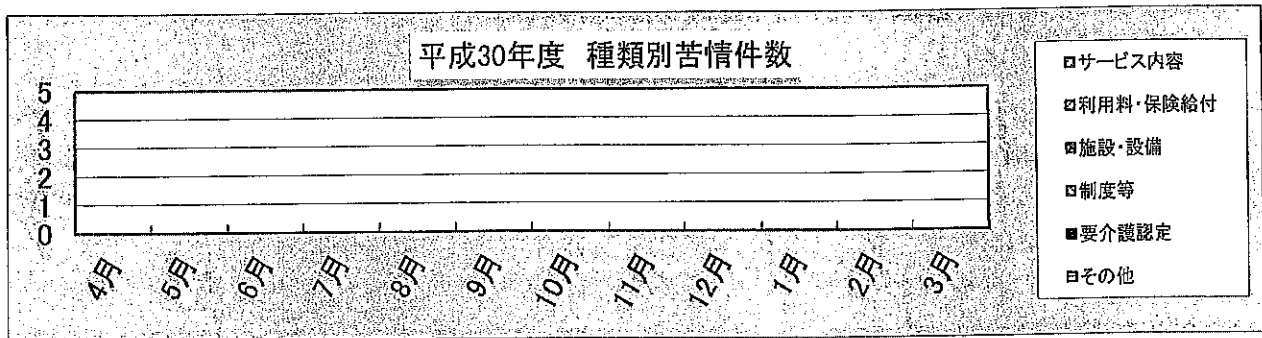 平成30年度 種類別苦情件数
5
4
3
2
1
0
4月
5月
6月
7月
8月
9月
10月
11月
12月
1月
2月
3月
サービス内容
利用料・保険給付
施設・設備
制度等
要介護認定
その他